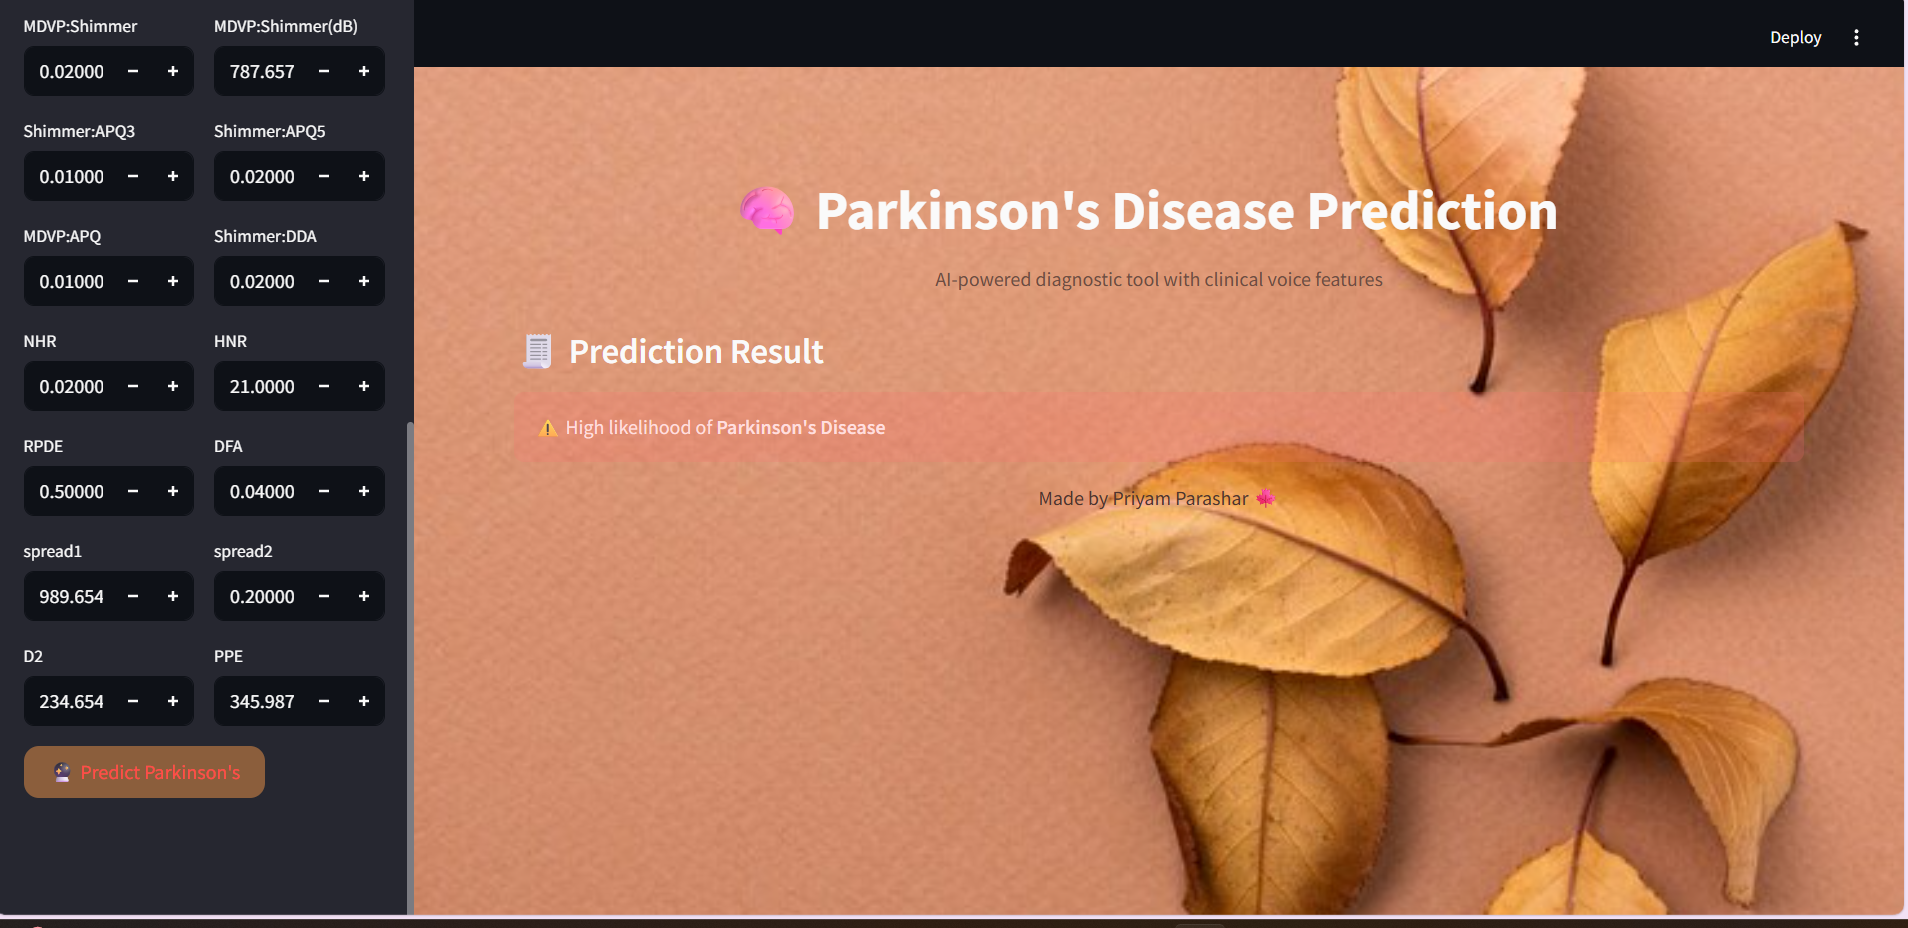 MDVP:Shimmer MDVP:Shimmer(dB)
0.02000 − + 787.657 − +
Shimmer:APQ3 Shimmer:APQ5
0.01000 − + 0.02000 − +
MDVP:APQ Shimmer:DDA
0.01000 − + 0.02000 − +
NHR HNR
0.02000 − + 21.0000 − +
RPDE DFA
0.50000 − + 0.04000 − +
spread1 spread2
989.654 − + 0.20000 − +
D2 PPE
234.654 − + 345.987 − +
🔮 Predict Parkinson's
Deploy
🧠 Parkinson's Disease Prediction
AI-powered diagnostic tool with clinical voice features
🧾 Prediction Result
⚠️ High likelihood of Parkinson's Disease
Made by Priyam Parashar 🍁